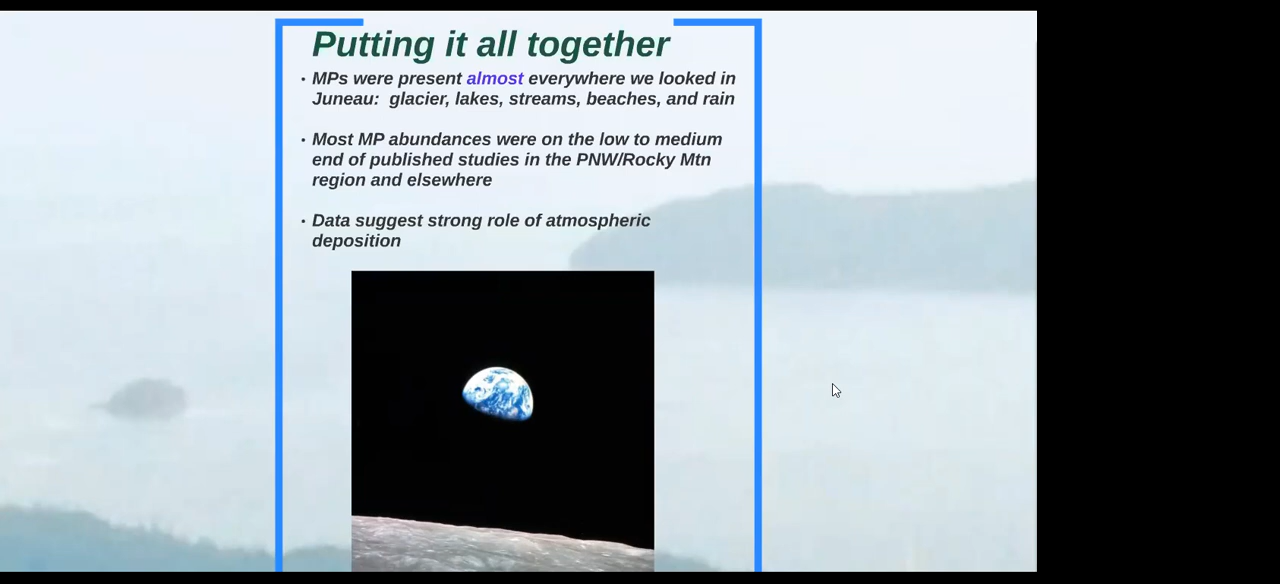 Putting it all together
• MPs were present almost everywhere we looked in
Juneau:  glacier, lakes, streams, beaches, and rain
• Most MP abundances were on the low to medium
end of published studies in the PNW/Rocky Mtn
region and elsewhere
• Data suggest strong role of atmospheric
deposition